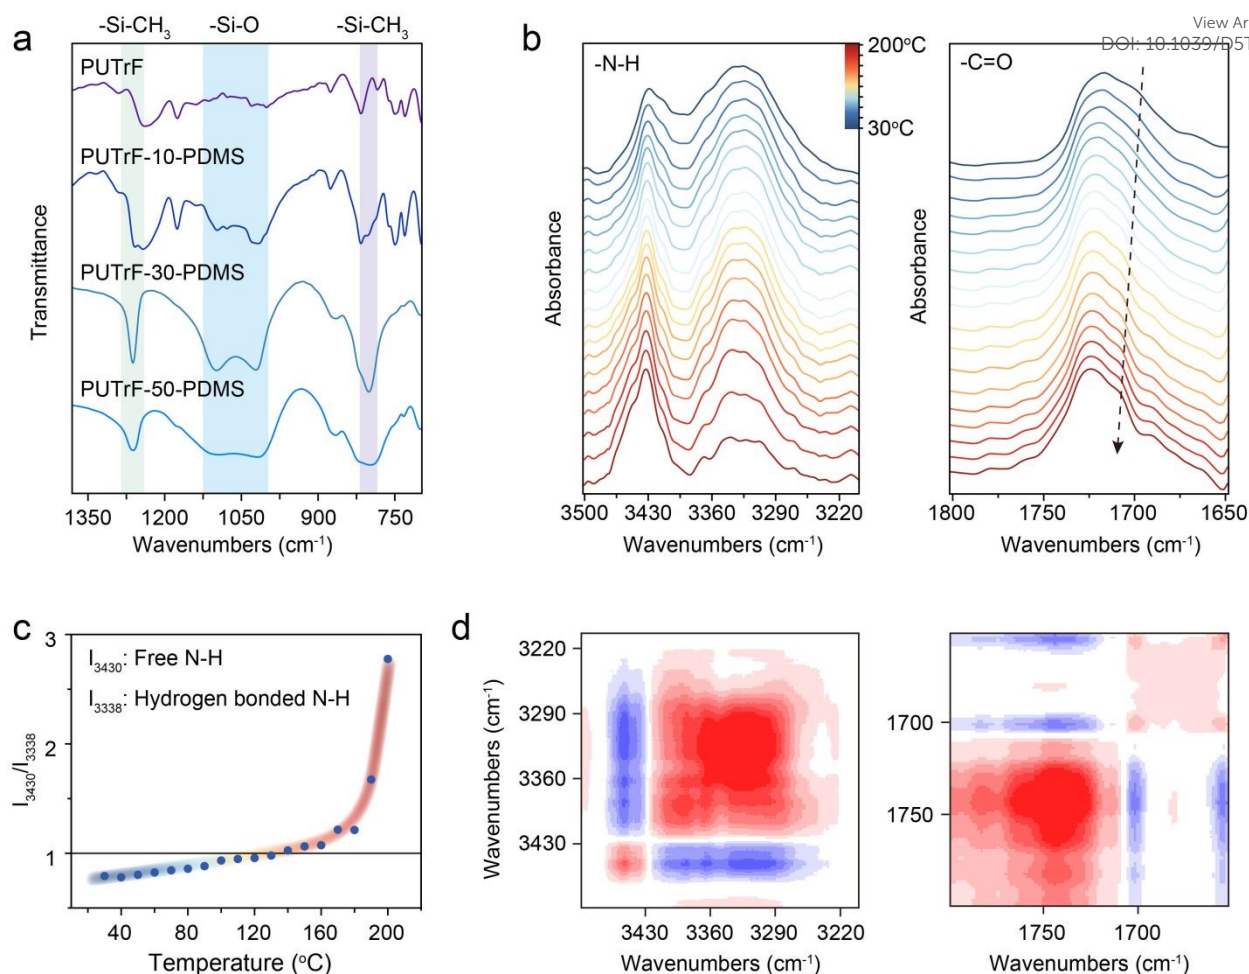 View Ar
DOI: 10.1039/D5T
a
-Si-CH₃
-Si-O
-Si-CH₃
PUTrF
PUTrF-10-PDMS
PUTrF-30-PDMS
PUTrF-50-PDMS
Transmittance
1350 1200 1050 900 750
Wavenumbers (cm⁻¹)
b
-N-H
200°C
30°C
Absorbance
3500 3430 3360 3290 3220
Wavenumbers (cm⁻¹)
-C=O
Absorbance
1800 1750 1700 1650
Wavenumbers (cm⁻¹)
c
I₃₄₃₀: Free N-H
I₃₃₃₈: Hydrogen bonded N-H
I₃₄₃₀/I₃₃₃₈
3
2
1
40 80 120 160 200
Temperature (°C)
d
Wavenumbers (cm⁻¹)
3220
3290
3360
3430
3430 3360 3290 3220
Wavenumbers (cm⁻¹)
Wavenumbers (cm⁻¹)
1700
1750
1750 1700
Wavenumbers (cm⁻¹)